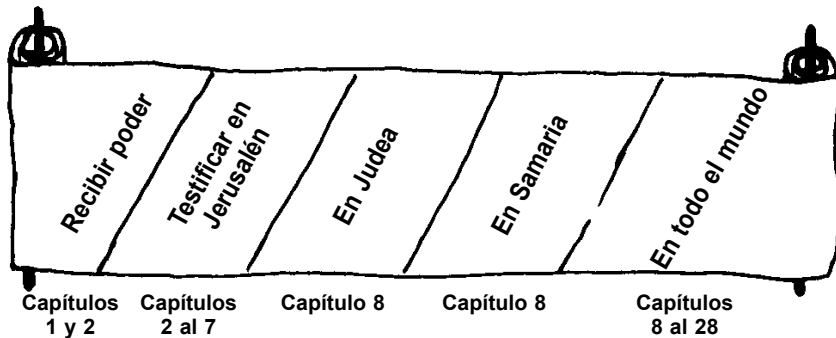 Recibir poder
Testificar en
Jerusalén
En Judea
En Samaria
En todo el mundo
Capítulos
1 y 2
Capítulos
2 al 7
Capítulo 8
Capítulo 8
Capítulos
8 al 28